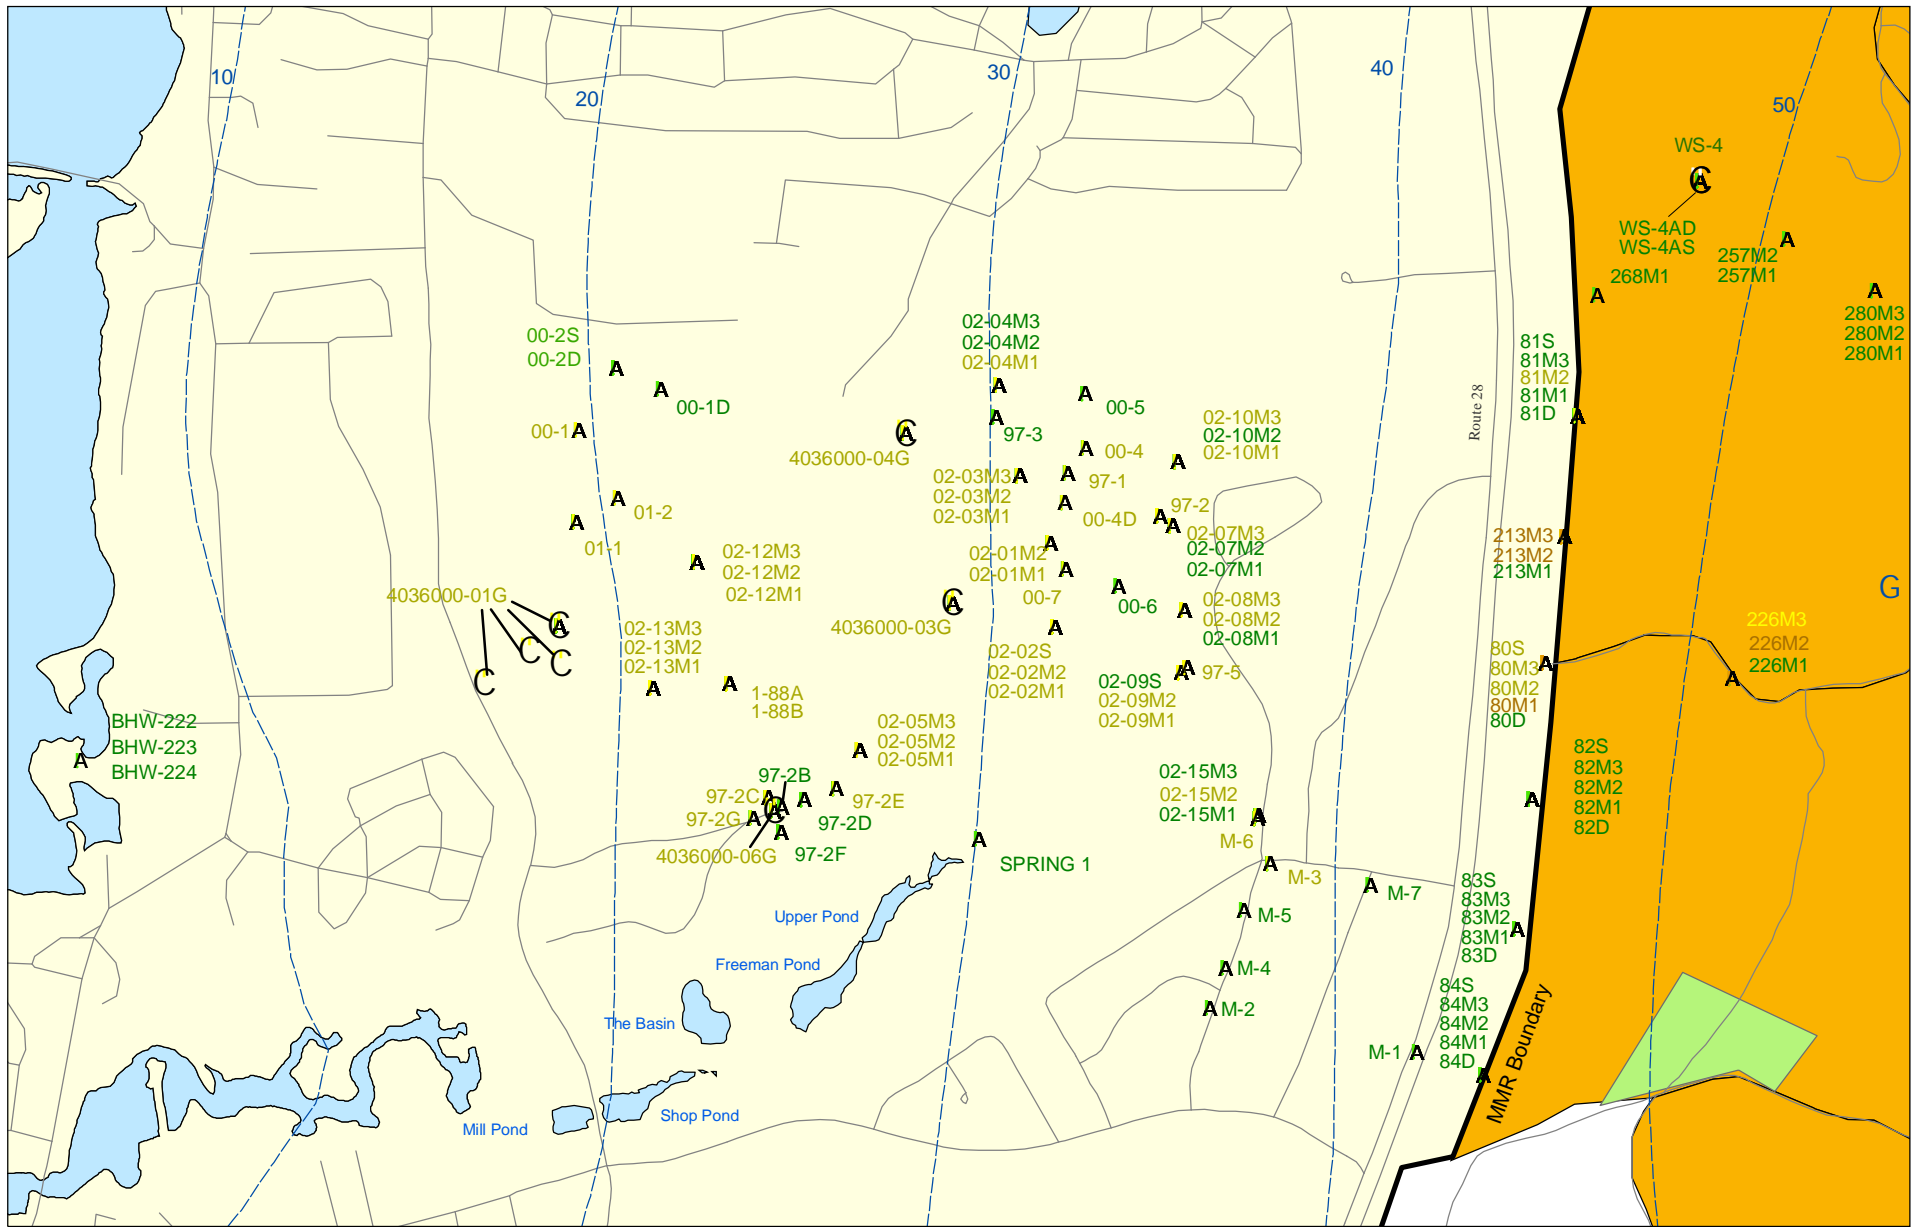 10
20
30
40
50
WS-4
C
A
WS-4AD
WS-4AS
257M2
257M1
A
268M1
A
A
280M3
280M2
280M1
00-2S
00-2D
A
A
00-1D
00-1
A
02-04M3
02-04M2
02-04M1
A
A
97-3
A
00-5
C
A
4036000-04G
A
00-4
02-10M3
02-10M2
02-10M1
A
Route 28
81S
81M3
81M2
81M1
81D
A
02-03M3
02-03M2
02-03M1
A
A
97-1
A
00-4D
A
97-2
A
02-07M3
02-07M2
02-07M1
A
01-2
A
01-1
A
02-12M3
02-12M2
02-12M1
A
02-01M2
02-01M1
A
00-7
A
00-6
213M3
213M2
213M1
A
G
4036000-01G
C
A
C
C
C
C
A
4036000-03G
A
02-08M3
02-08M2
02-08M1
226M3
226M2
226M1
A
02-13M3
02-13M2
02-13M1
A
A
1-88A
1-88B
A
02-02S
02-02M2
02-02M1
02-09S
02-09M2
02-09M1
A
A
97-5
80S
80M3
80M2
80M1
80D
A
BHW-222
BHW-223
BHW-224
A
02-05M3
02-05M2
02-05M1
A
82S
82M3
82M2
82M1
82D
A
97-2B
97-2C
A
97-2G
A
C
A
A
A
97-2D
A
97-2E
A
97-2F
4036000-06G
A
SPRING 1
02-15M3
02-15M2
02-15M1
A
A
M-6
A
M-3
A
M-7
A
M-5
A
M-4
A
M-2
M-1
A
83S
83M3
83M2
83M1
83D
A
84S
84M3
84M2
84M1
84D
A
MMR Boundary
Upper Pond
Freeman Pond
The Basin
Shop Pond
Mill Pond